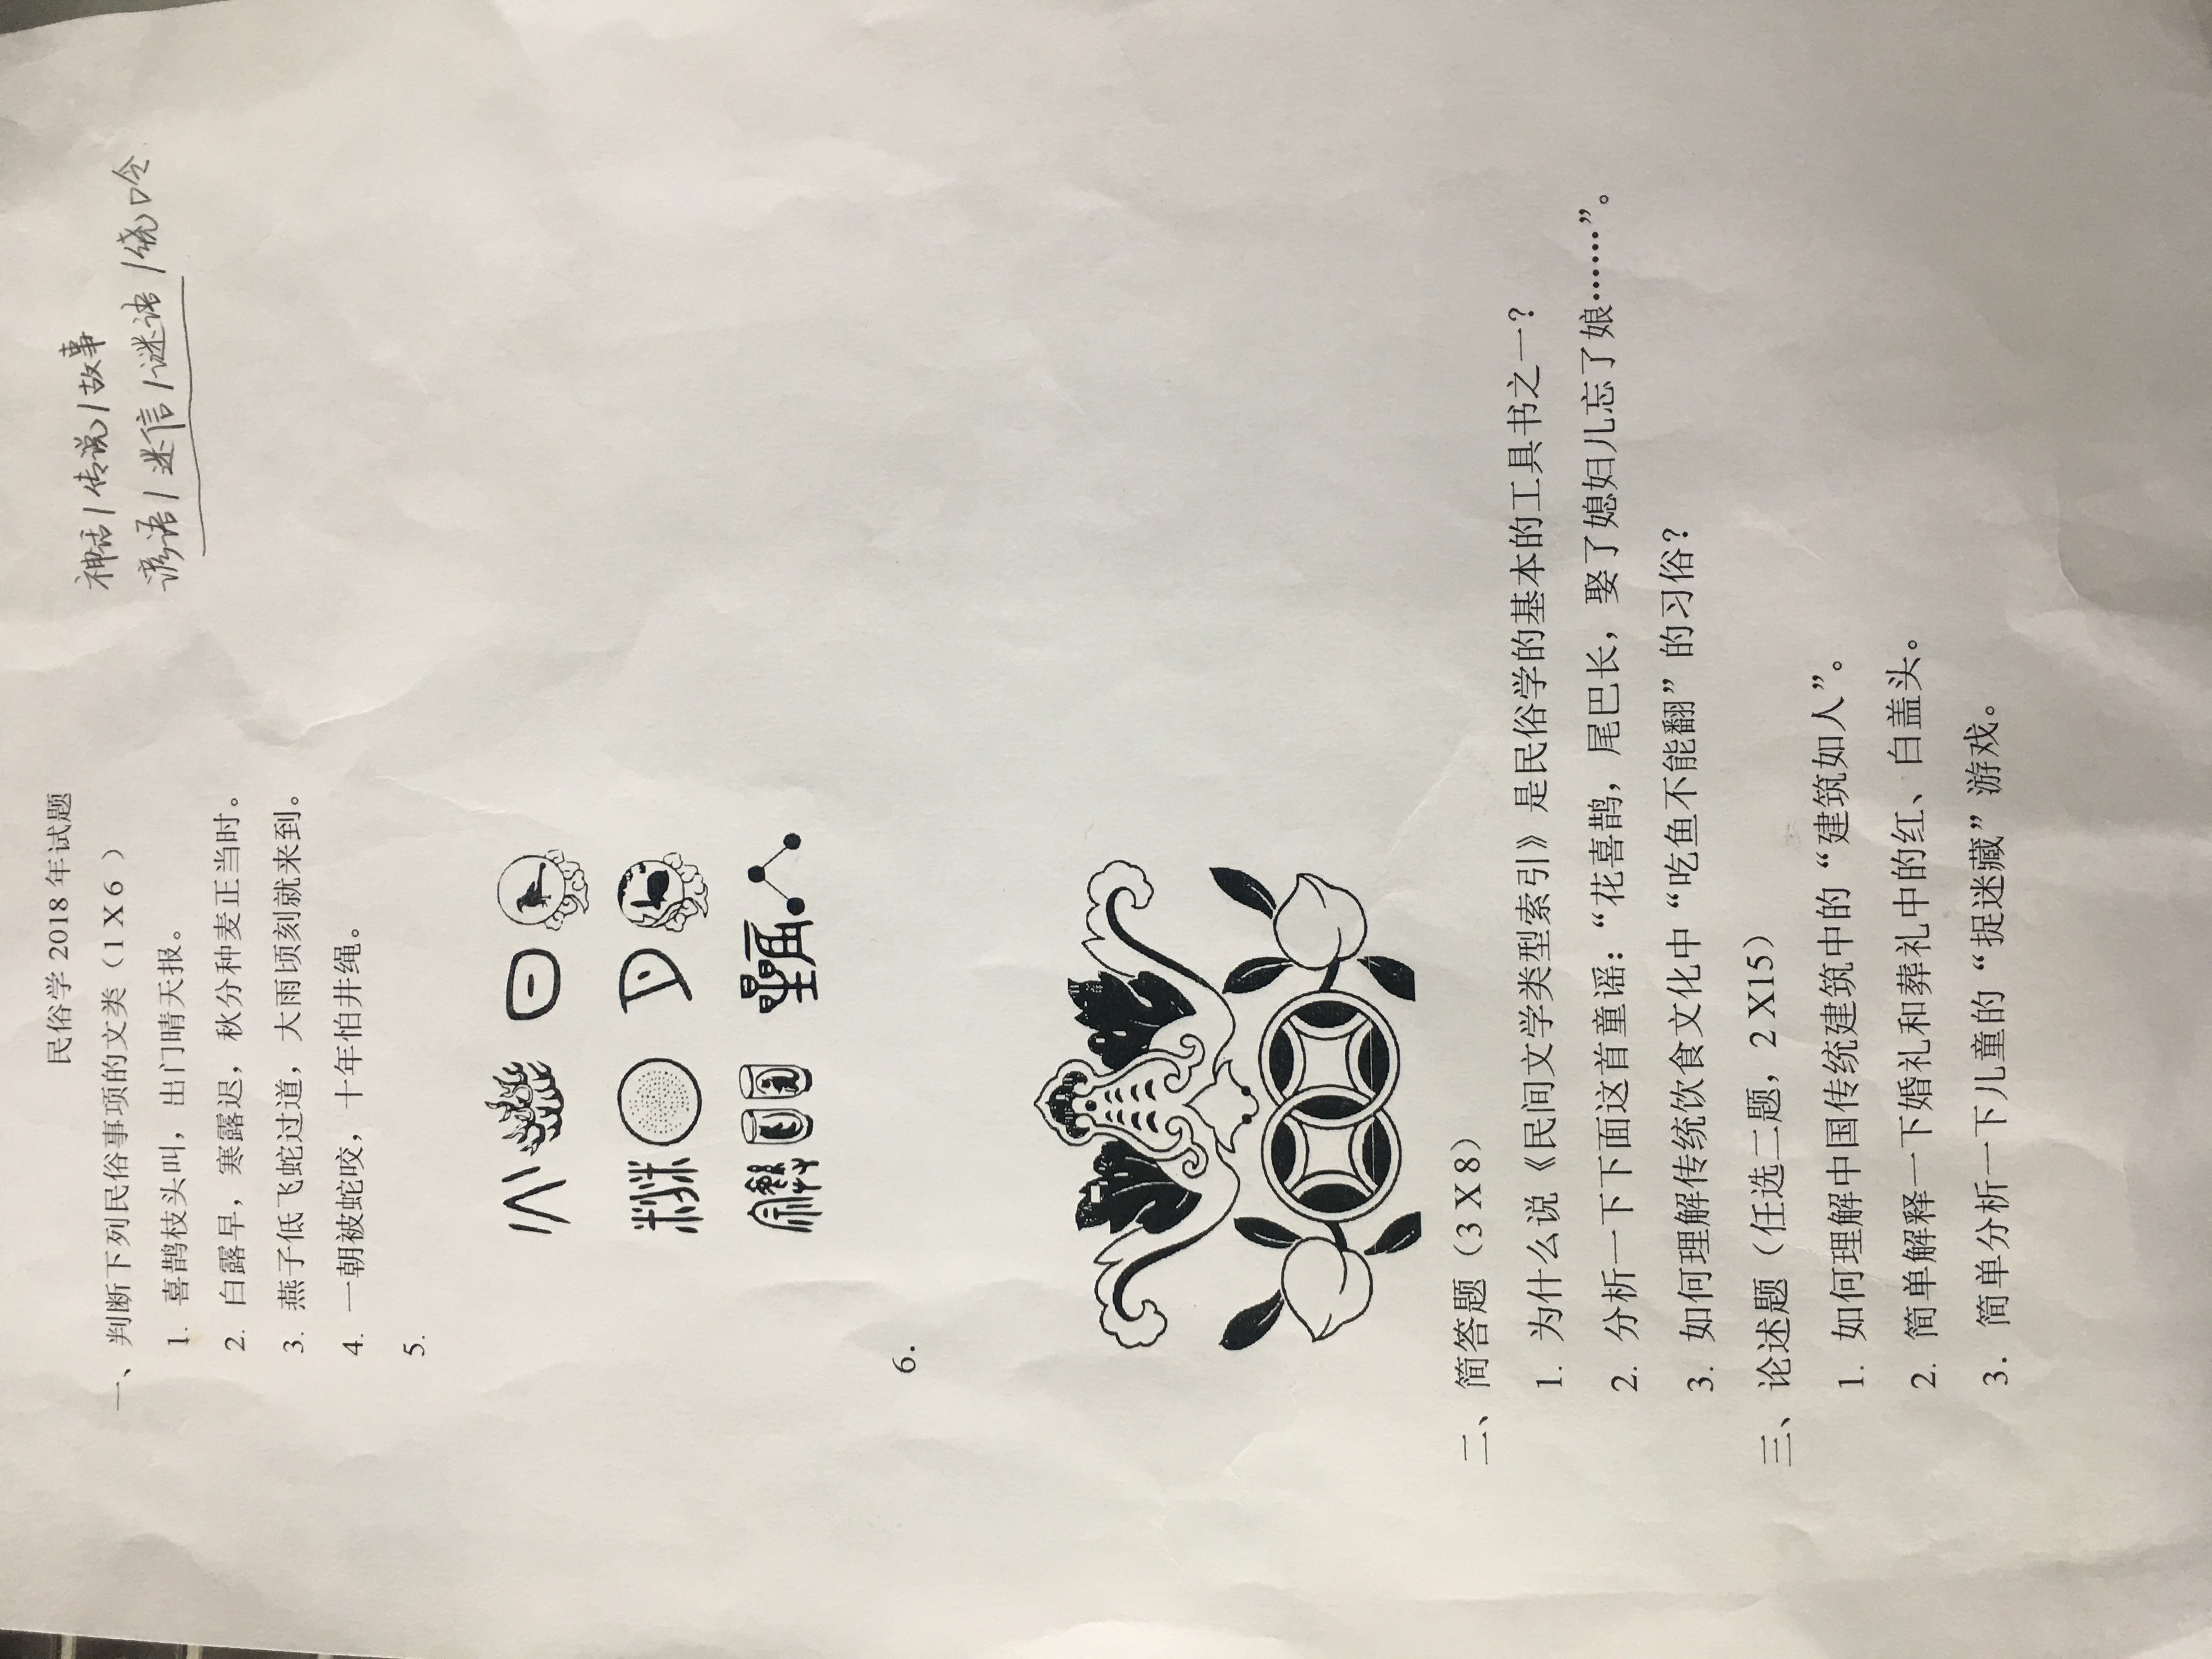 民俗学 2018 年试题
神话/传说/故事
谚语/迷信/谜语/绕口令
一、判断下列民俗事项的文类（1 X 6 ）
1. 喜鹊枝头叫，出门晴天报。
2. 白露早，寒露迟，秋分种麦正当时。
3. 燕子低飞蛇过道，大雨顷刻就来到。
4. 一朝被蛇咬，十年怕井绳。
5.
6.
二、简答题（3 X 8）
1. 为什么说《民间文学类型索引》是民俗学的基本的工具书之一？
2. 分析一下下面这首童谣：“花喜鹊，尾巴长，娶了媳妇儿忘了娘……”。
3. 如何理解传统饮食文化中“吃鱼不能翻”的习俗？
三、论述题（任选二题，2 X15）
1. 如何理解中国传统建筑中的“建筑如人”。
2. 简单解释一下婚礼和葬礼中的红、白盖头。
3. 简单分析一下儿童的“捉迷藏”游戏。